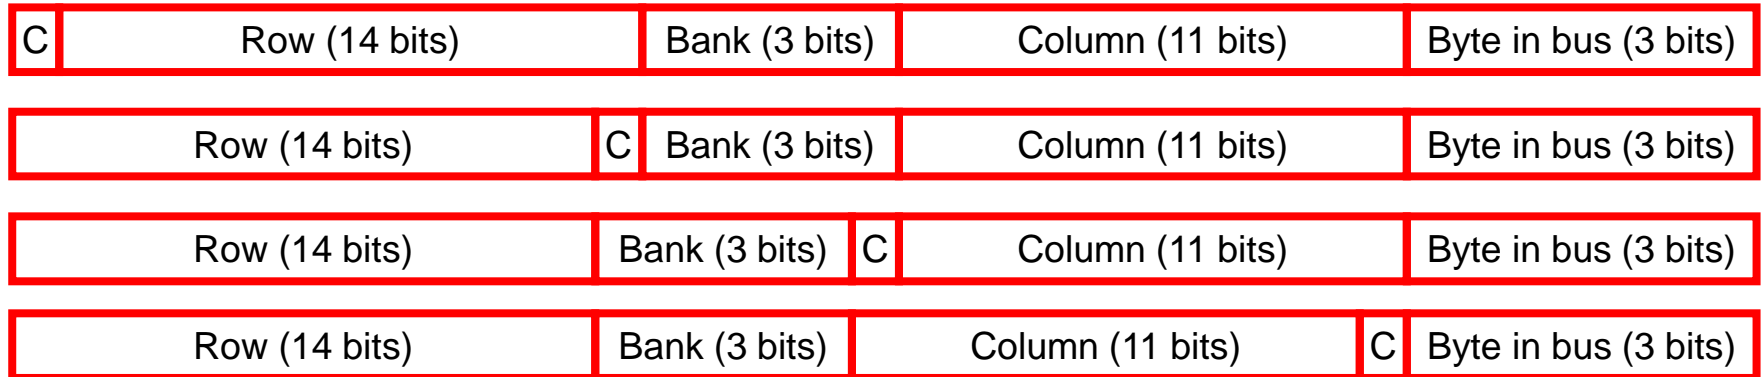 C Row (14 bits) Bank (3 bits) Column (11 bits) Byte in bus (3 bits)
Row (14 bits) C Bank (3 bits) Column (11 bits) Byte in bus (3 bits)
Row (14 bits) Bank (3 bits) C Column (11 bits) Byte in bus (3 bits)
Row (14 bits) Bank (3 bits) Column (11 bits) C Byte in bus (3 bits)